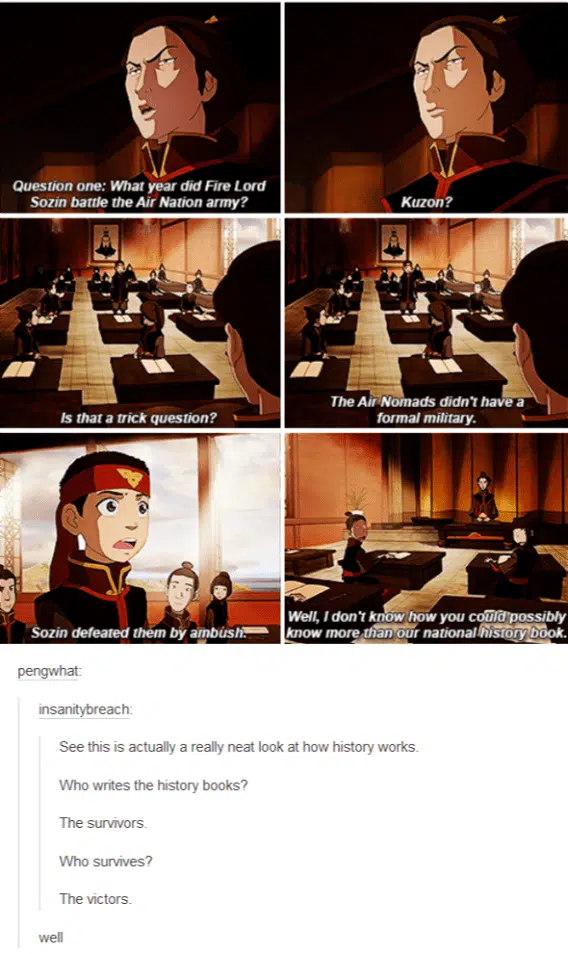 Question one: What year did Fire Lord
Sozin battle the Air Nation army?
Kuzon?
Is that a trick question?
The Air Nomads didn't have a
formal military.
Sozin defeated them by ambush.
Well, I don't know how you could possibly
know more than our national history book.
pengwhat:
insanitybreach:
See this is actually a really neat look at how history works.
Who writes the history books?
The survivors.
Who survives?
The victors.
well